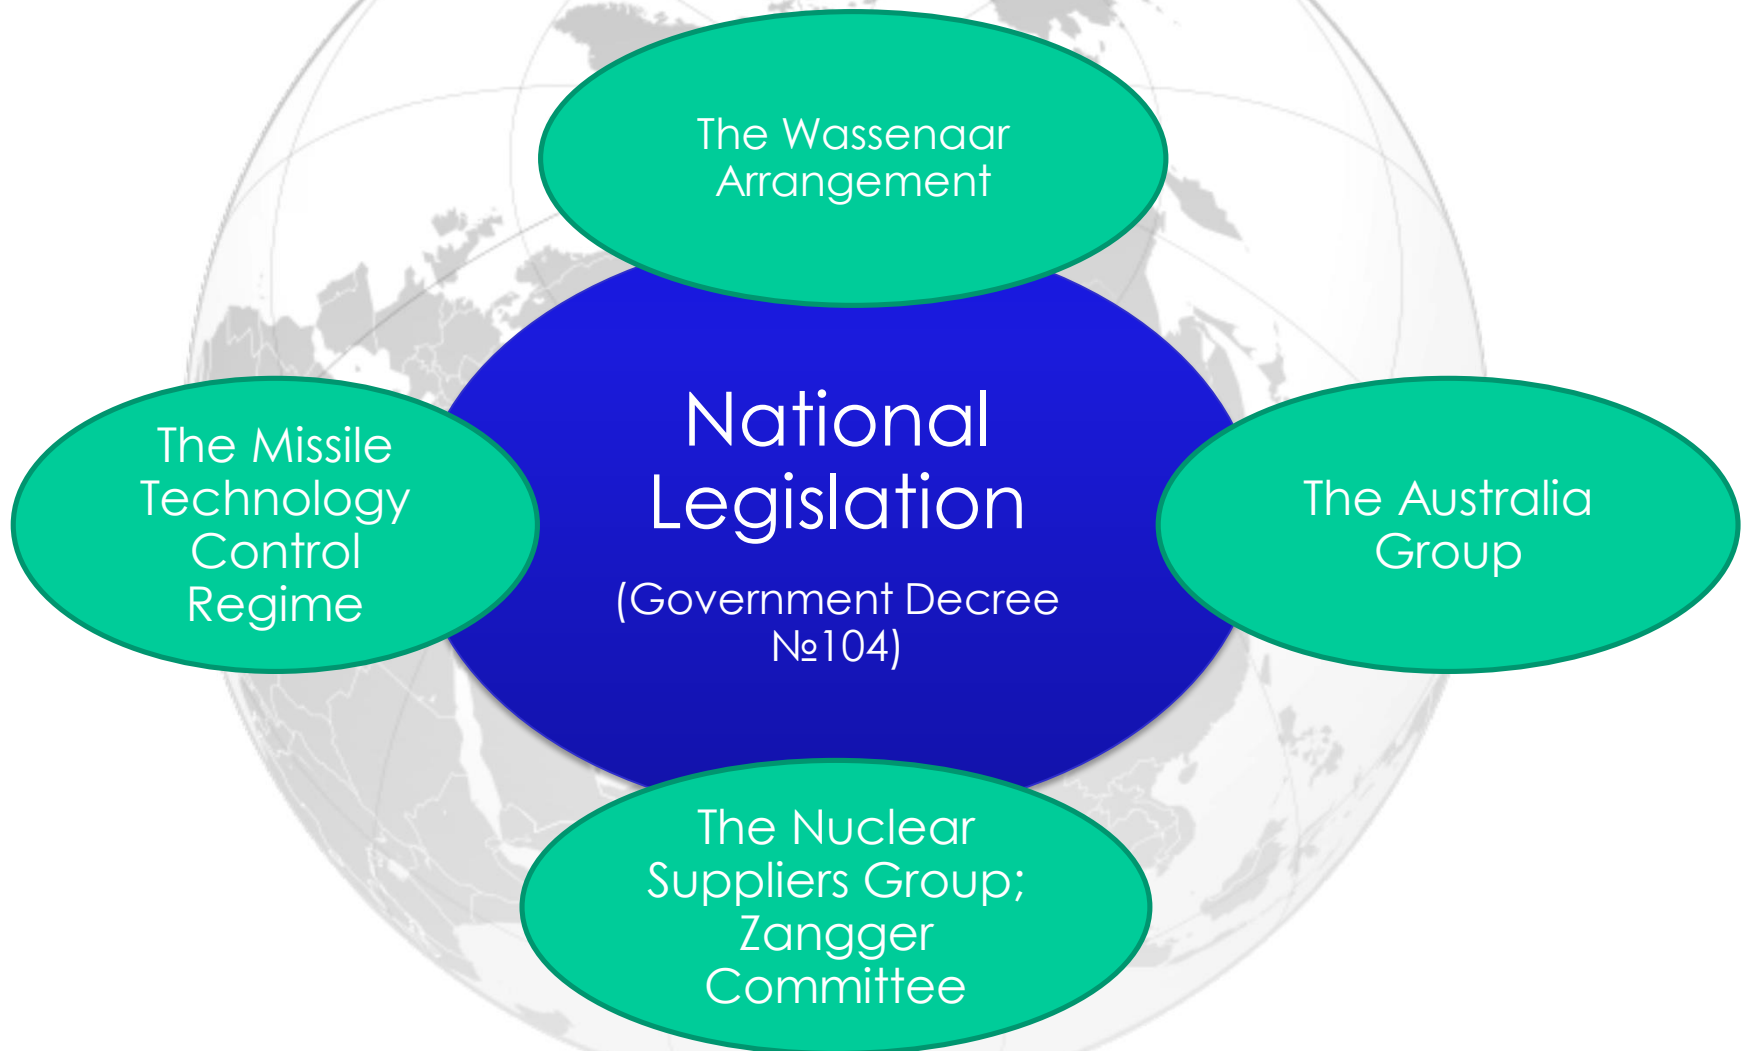 The Wassenaar
Arrangement
National
Legislation
(Government Decree
№104)
The Missile
Technology
Control
Regime
The Australia
Group
The Nuclear
Suppliers Group;
Zangger
Committee